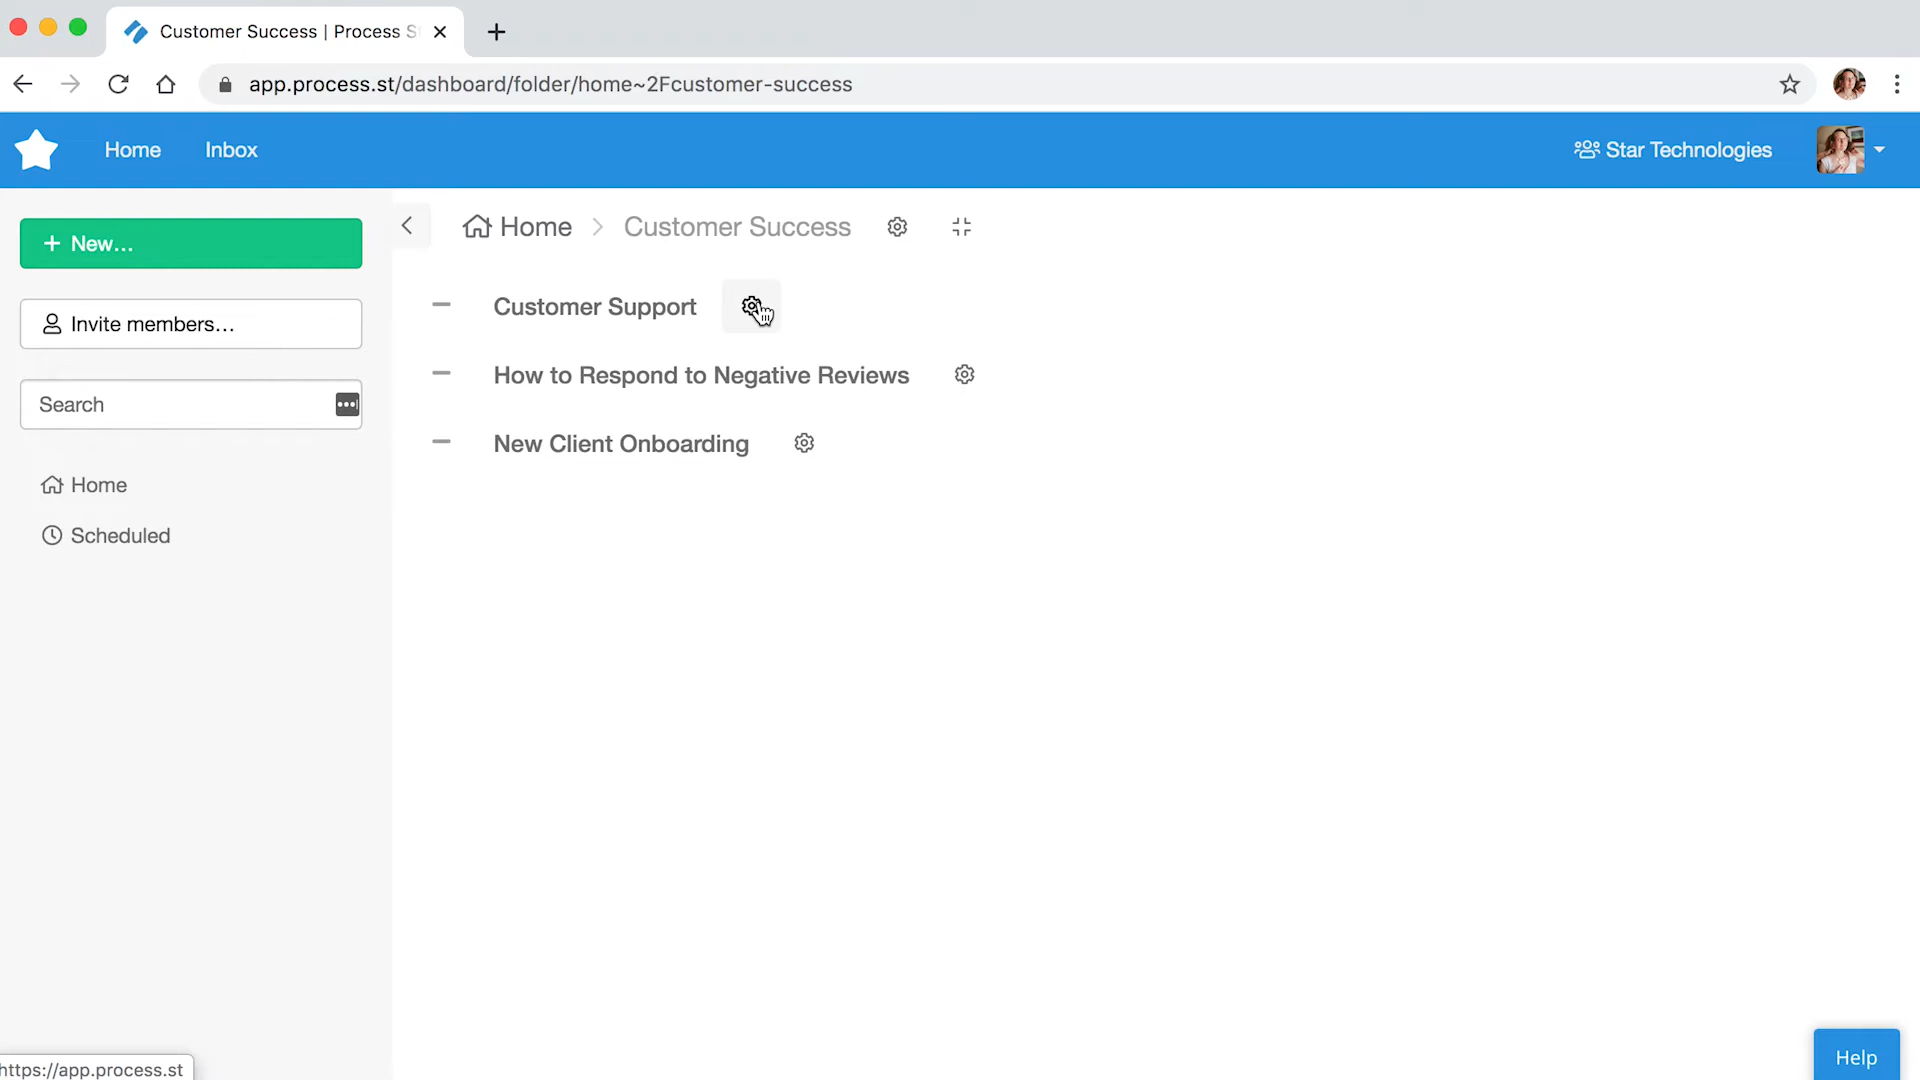 Customer Success | Process S
app.process.st/dashboard/folder/home~2Fcustomer-success
Home
Inbox
Star Technologies
+ New...
Invite members...
Search
Home
Scheduled
Home > Customer Success
Customer Support
How to Respond to Negative Reviews
New Client Onboarding
Help
https://app.process.st